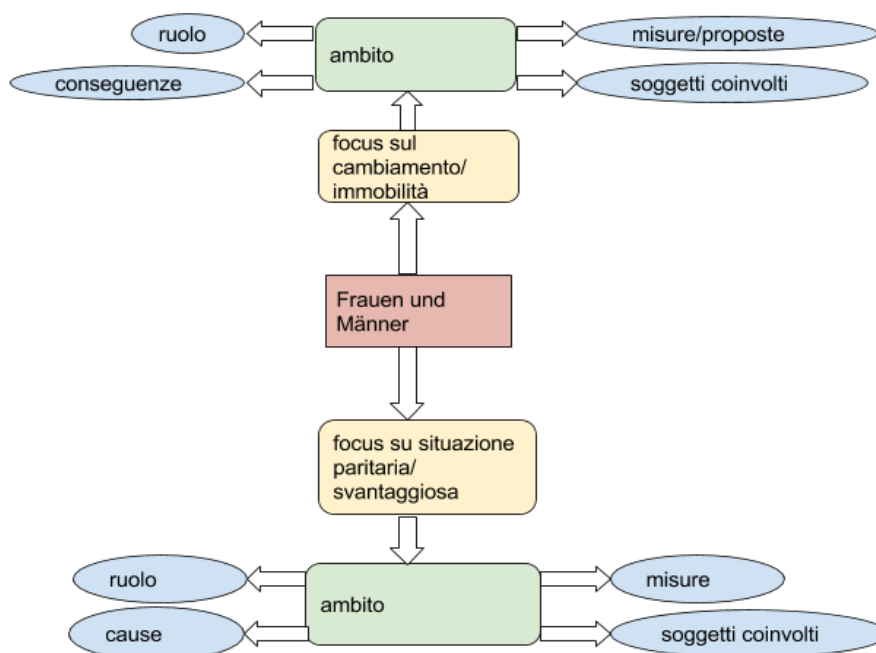 ruolo
ambito
misure/proposte
conseguenze
soggetti coinvolti
focus sul
cambiamento/
immobilità
Frauen und
Männer
focus su situazione
paritaria/
svantaggiosa
ruolo
ambito
misure
cause
soggetti coinvolti